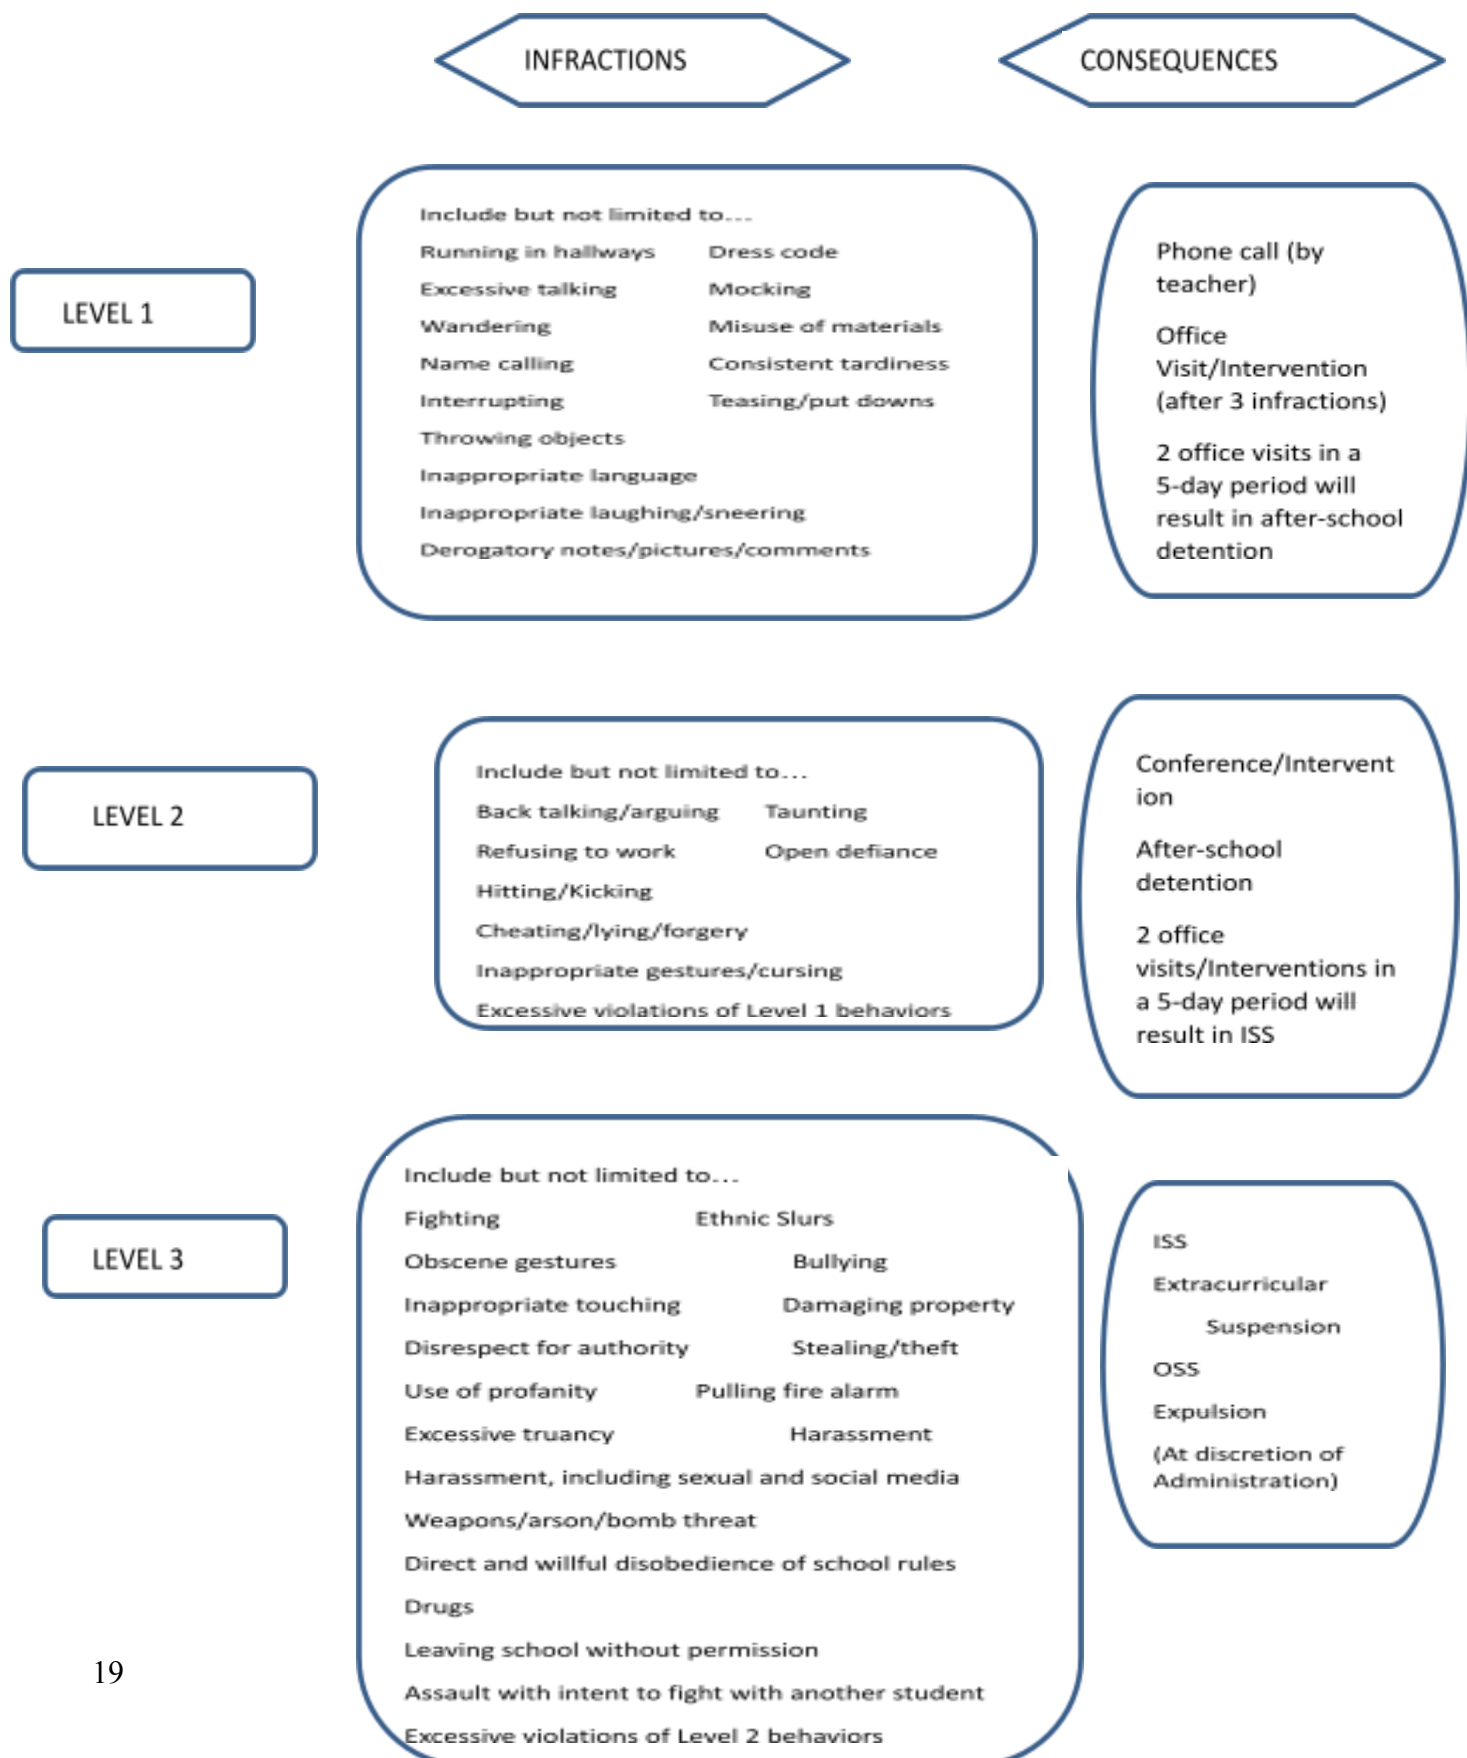 INFRACTIONS CONSEQUENCES
LEVEL 1
Include but not limited to...
Running in hallways Dress code
Excessive talking Mocking
Wandering Misuse of materials
Name calling Consistent tardiness
Interrupting Teasing/put downs
Throwing objects
Inappropriate language
Inappropriate laughing/sneering
Derogatory notes/pictures/comments
Phone call (by
teacher)
Office
Visit/Intervention
(after 3 infractions)
2 office visits in a
5-day period will
result in after-school
detention
LEVEL 2
Include but not limited to...
Back talking/arguing Taunting
Refusing to work Open defiance
Hitting/Kicking
Cheating/lying/forgery
Inappropriate gestures/cursing
Excessive violations of Level 1 behaviors
Conference/Intervent
ion
After-school
detention
2 office
visits/Interventions in
a 5-day period will
result in ISS
LEVEL 3
Include but not limited to...
Fighting Ethnic Slurs
Obscene gestures Bullying
Inappropriate touching Damaging property
Disrespect for authority Stealing/theft
Use of profanity Pulling fire alarm
Excessive truancy Harassment
Harassment, including sexual and social media
Weapons/arson/bomb threat
Direct and willful disobedience of school rules
Drugs
Leaving school without permission
Assault with intent to fight with another student
Excessive violations of Level 2 behaviors
ISS
Extracurricular
Suspension
OSS
Expulsion
(At discretion of
Administration)
19